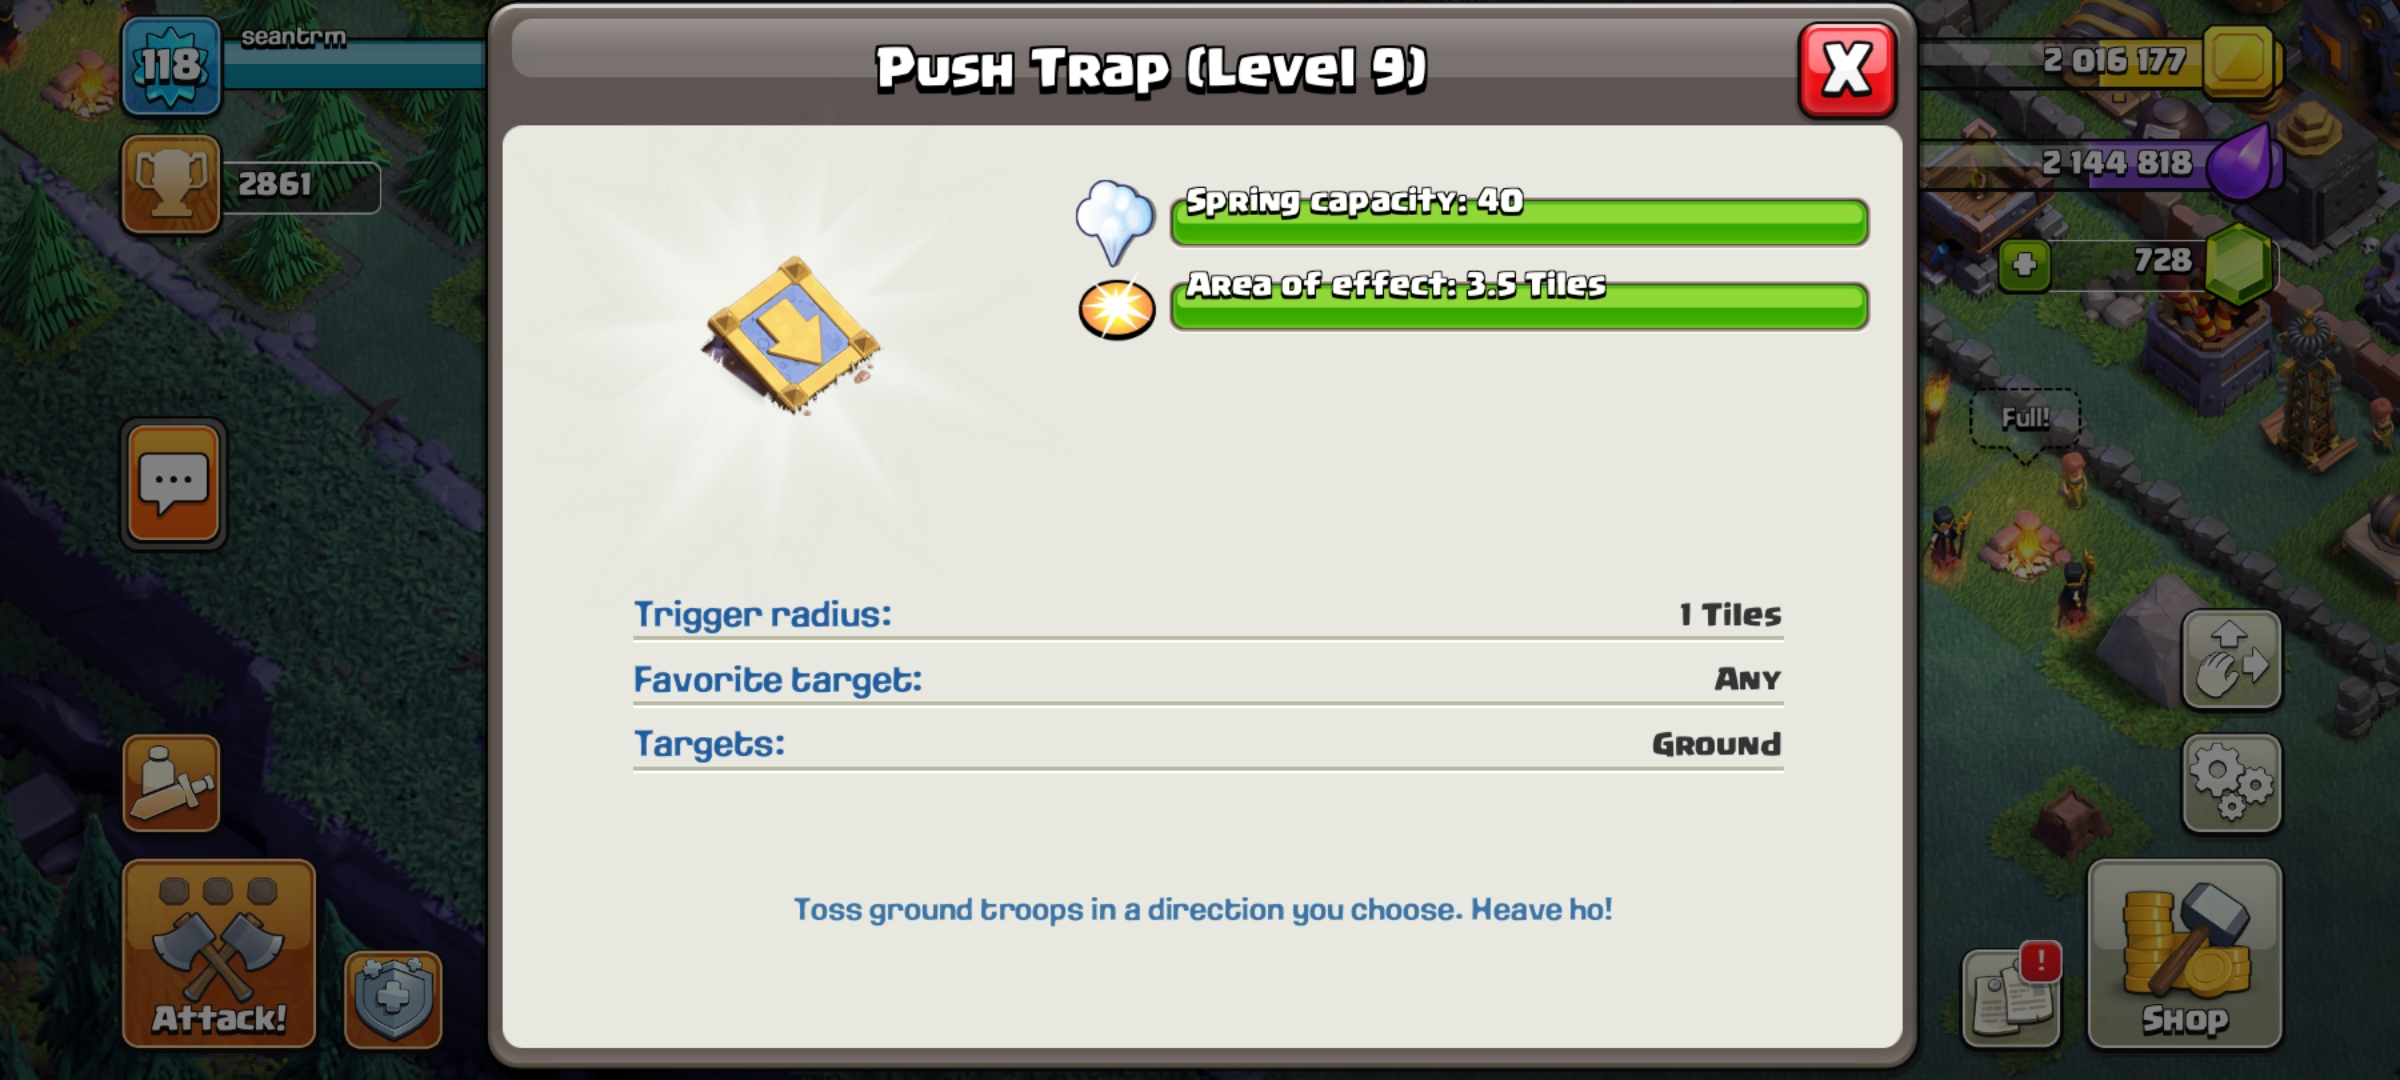 118
seantrm
2861
Push Trap (Level 9)
X
2 016 177
2 144 818
728
Spring capacity: 40
Area of effect: 3.5 Tiles
Full!
Trigger radius: 1 Tiles
Favorite target: Any
Targets: Ground
Toss ground troops in a direction you choose. Heave ho!
Attack!
!
Shop